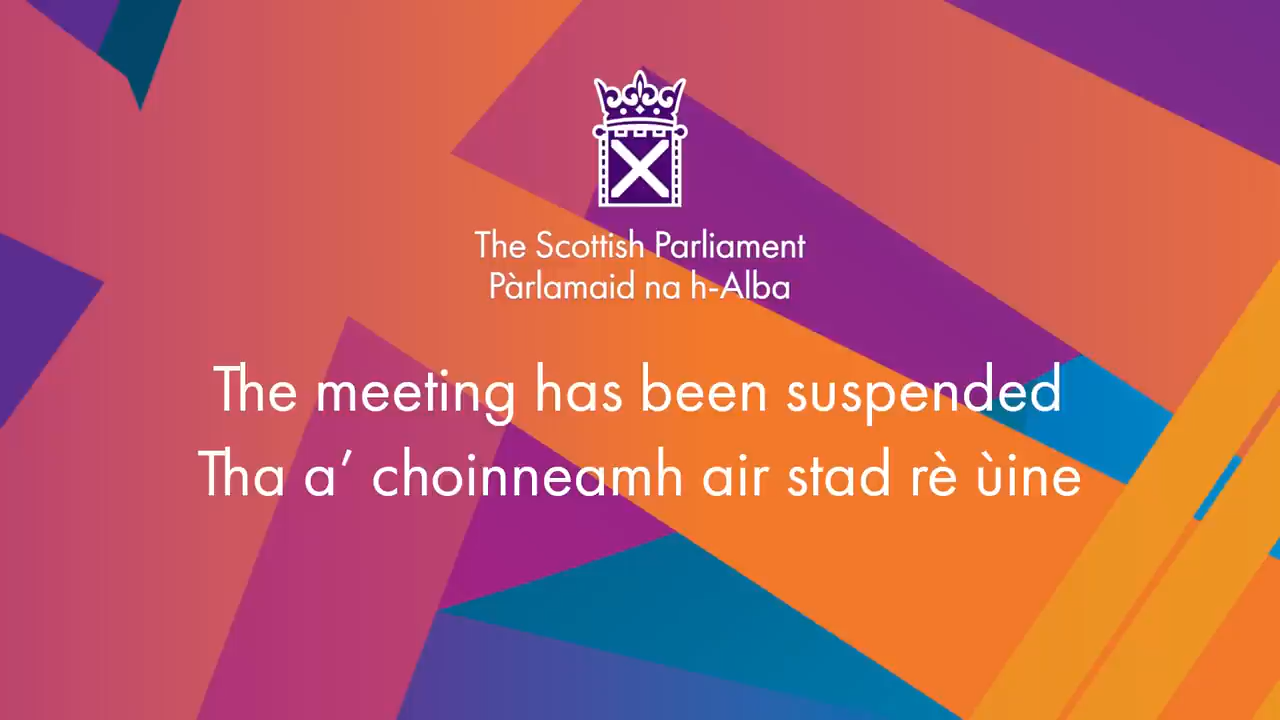 The Scottish Parliament
Pàrlamaid na h-Alba
The meeting has been suspended
Tha a’ choinneamh air stad rè ùine